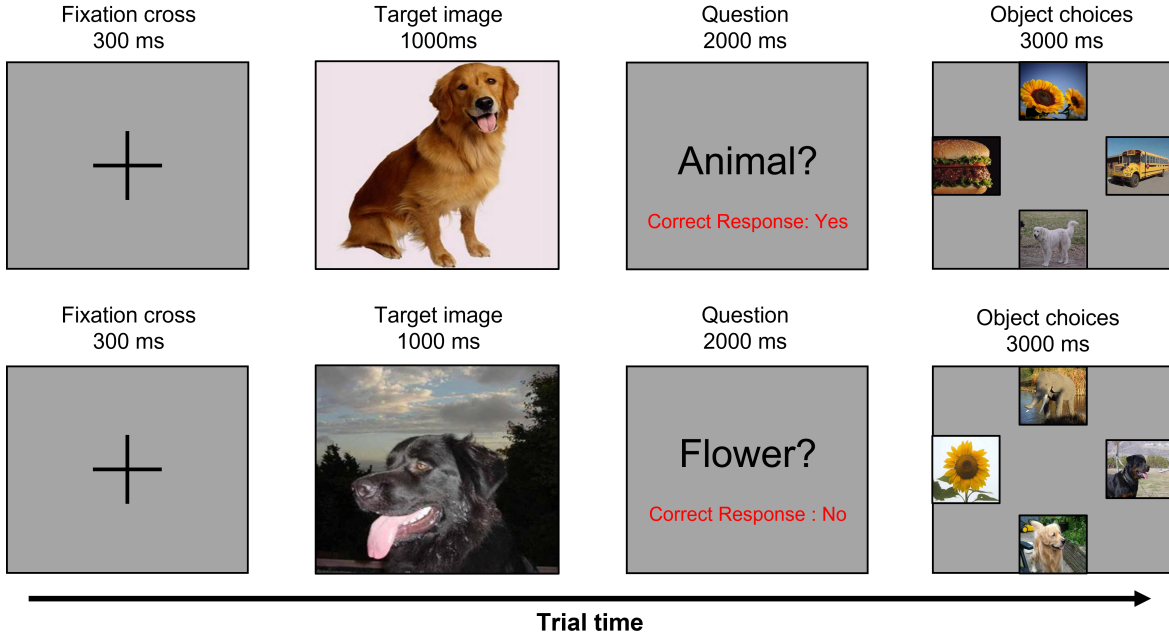 Fixation cross
300 ms
Target image
1000ms
Question
2000 ms
Object choices
3000 ms
Animal?
Correct Response: Yes
Fixation cross
300 ms
Target image
1000 ms
Question
2000 ms
Object choices
3000 ms
Flower?
Correct Response : No
Trial time